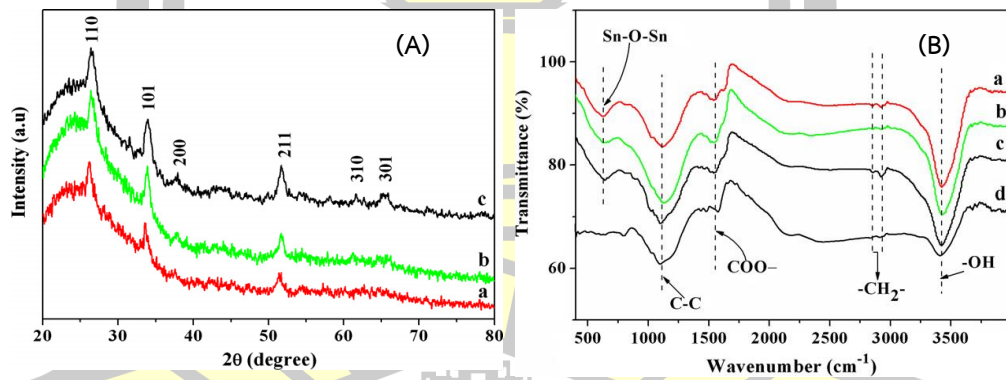 (A)
110
101
200
211
310
301
c
b
a
Intensity (a.u)
20 30 40 50 60 70 80
2θ (degree)
(B)
Sn-O-Sn
a
b
c
d
COO–
-CH2-
-OH
C-C
100
80
60
Transmittance (%)
500 1000 1500 2000 2500 3000 3500
Wavenumber (cm-1)